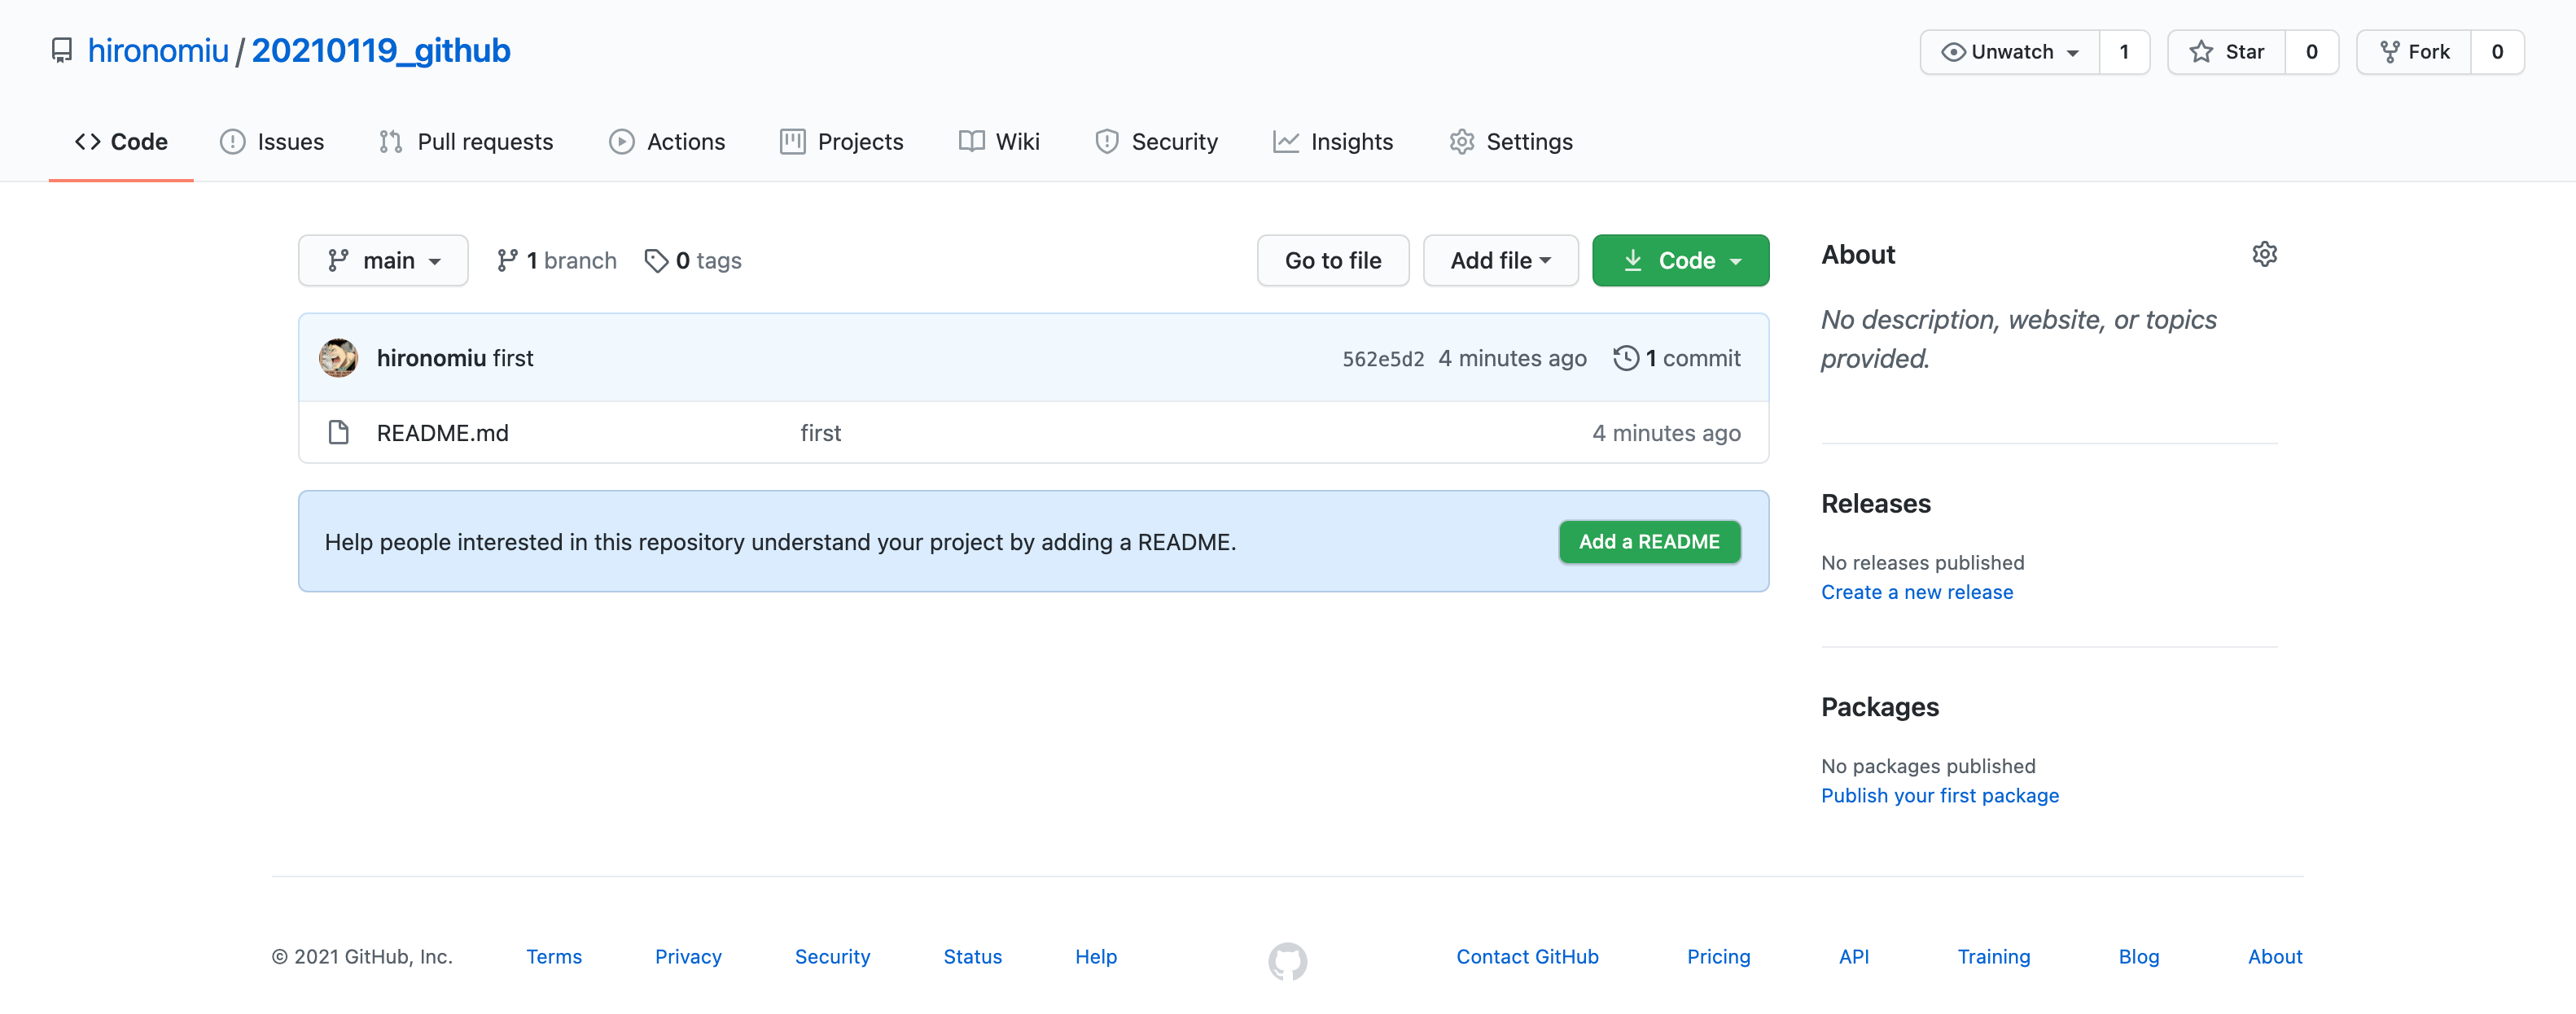 hironomiu / 20210119_github
Unwatch 1 Star 0 Fork 0
Code Issues Pull requests Actions Projects Wiki Security Insights Settings
main 1 branch 0 tags Go to file Add file Code
hironomiu first 562e5d2 4 minutes ago 1 commit
README.md first 4 minutes ago
Help people interested in this repository understand your project by adding a README. Add a README
About
No description, website, or topics
provided.
Releases
No releases published
Create a new release
Packages
No packages published
Publish your first package
© 2021 GitHub, Inc. Terms Privacy Security Status Help Contact GitHub Pricing API Training Blog About